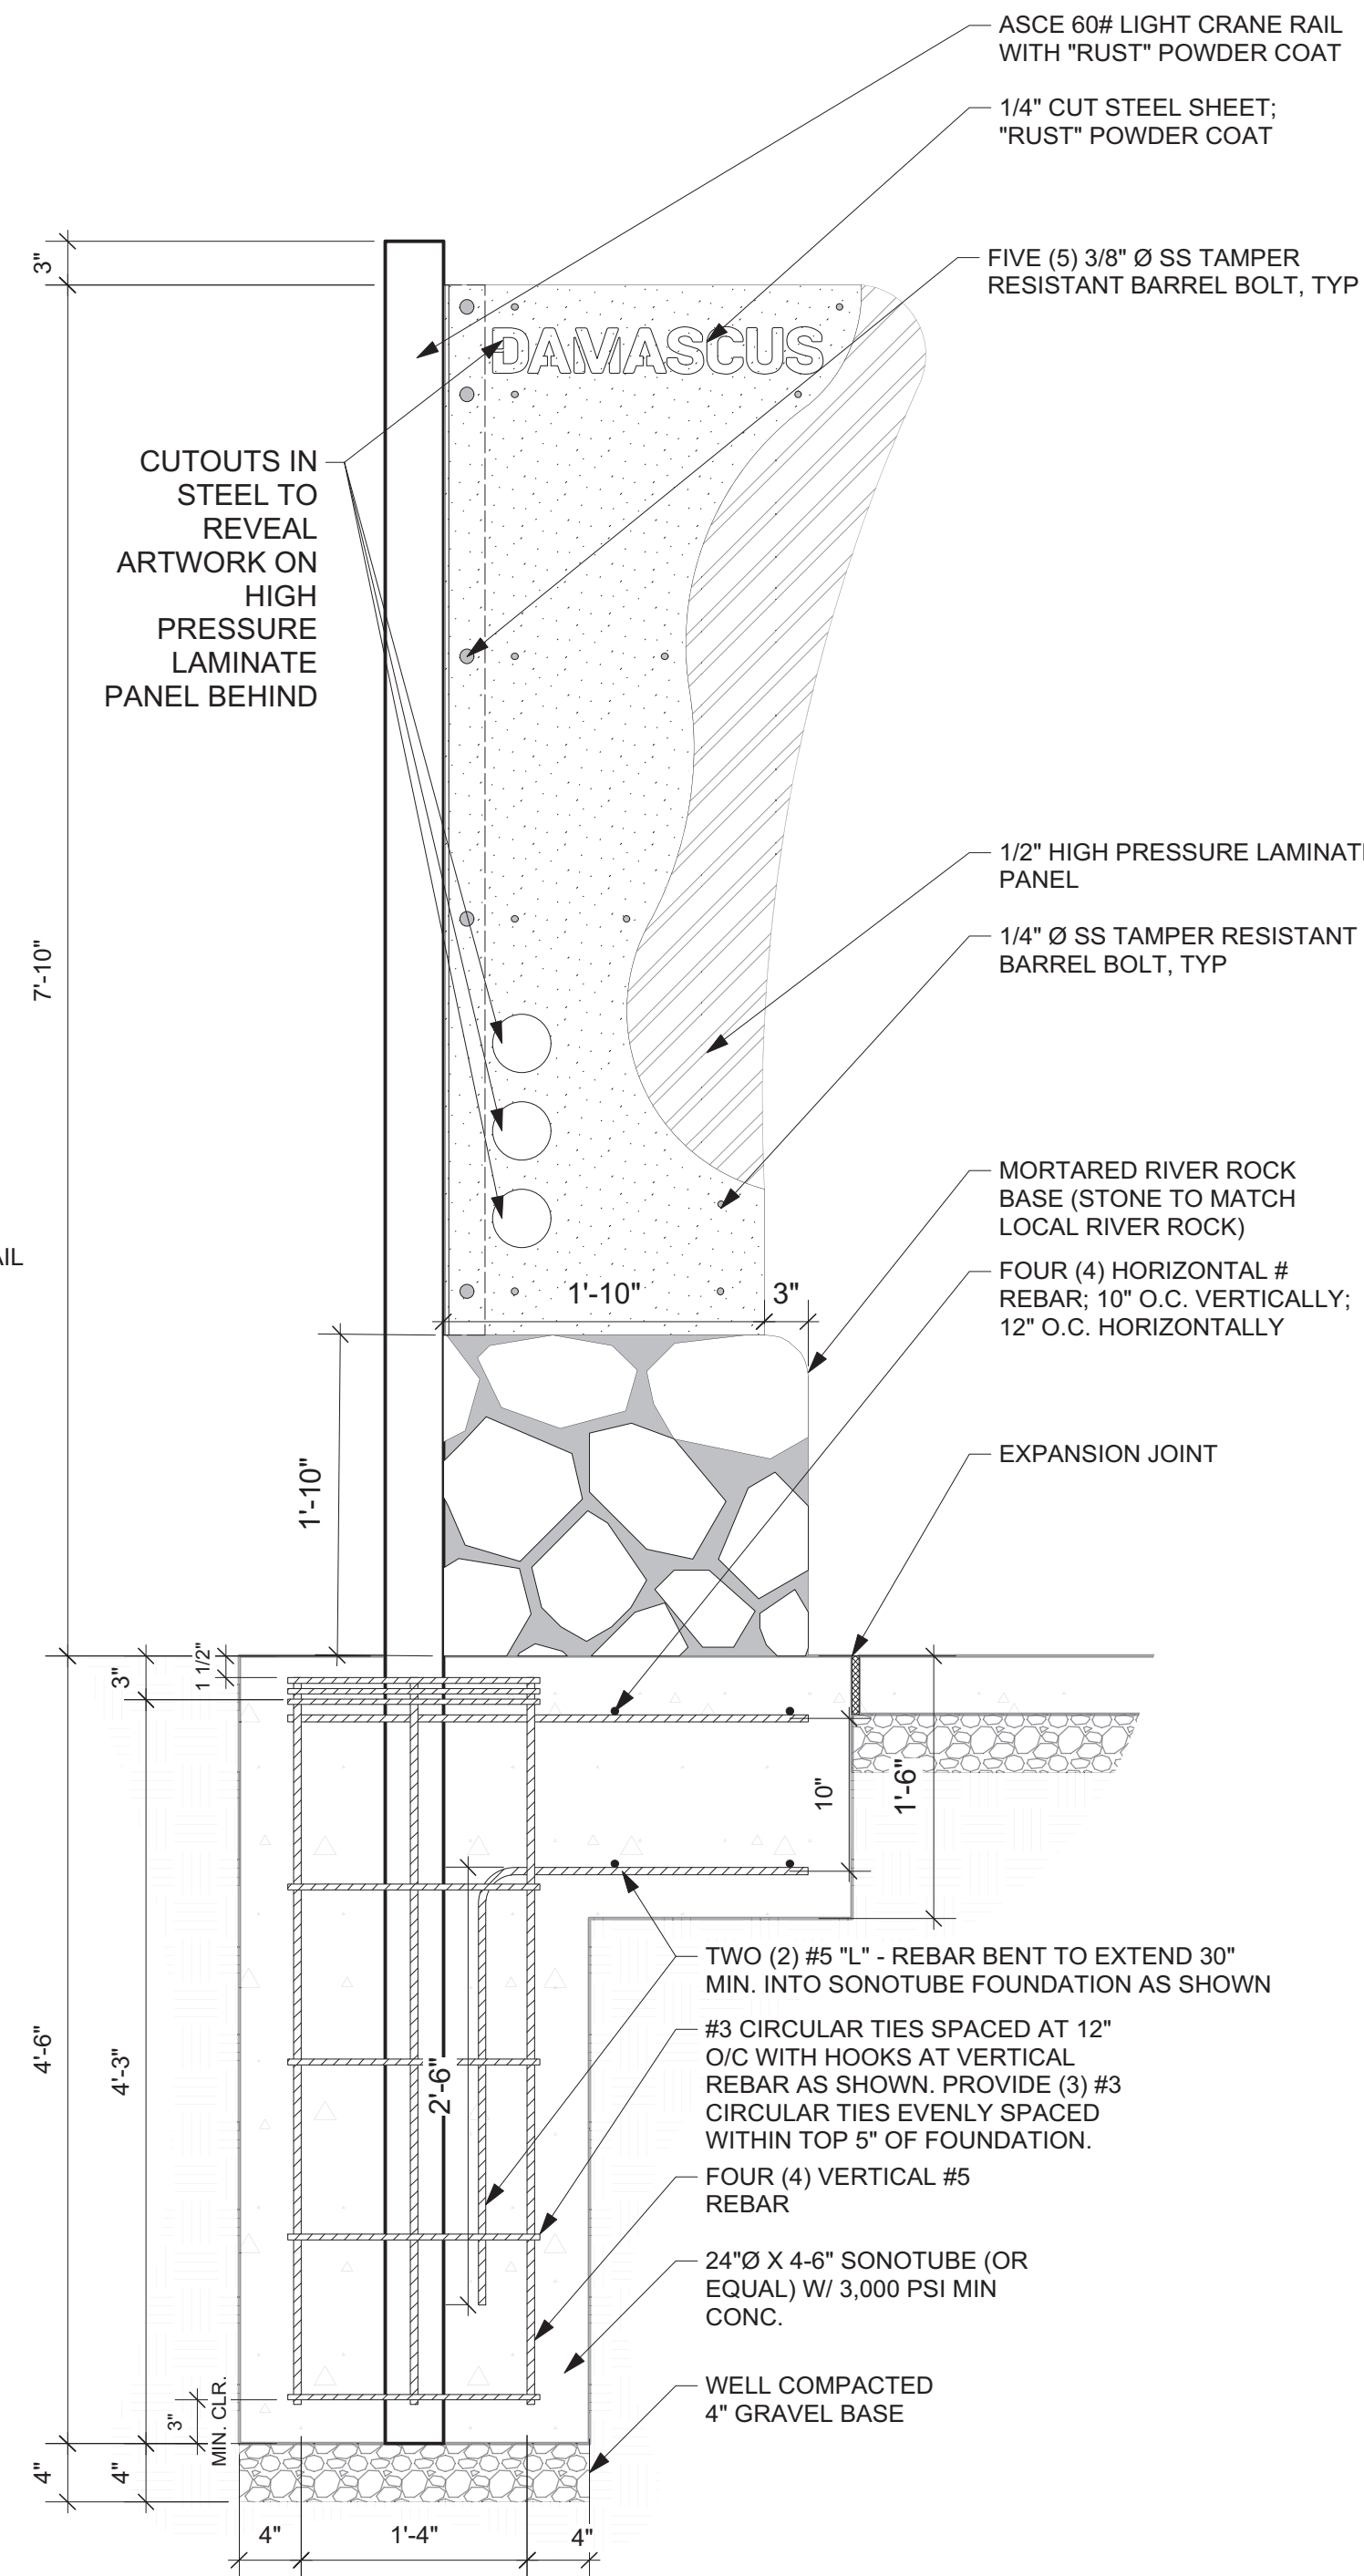 ASCE 60# LIGHT CRANE RAIL
WITH "RUST" POWDER COAT
1/4" CUT STEEL SHEET;
"RUST" POWDER COAT
FIVE (5) 3/8" Ø SS TAMPER
RESISTANT BARREL BOLT, TYP
3"
DAMASCUS
CUTOUTS IN
STEEL TO
REVEAL
ARTWORK ON
HIGH
PRESSURE
LAMINATE
PANEL BEHIND
7'-10"
1/2" HIGH PRESSURE LAMINATE
PANEL
1/4" Ø SS TAMPER RESISTANT
BARREL BOLT, TYP
MORTARED RIVER ROCK
BASE (STONE TO MATCH
LOCAL RIVER ROCK)
AIL
FOUR (4) HORIZONTAL #
REBAR; 10" O.C. VERTICALLY;
12" O.C. HORIZONTALLY
1'-10"
3"
EXPANSION JOINT
1'-10"
3"
1 1/2"
10"
1'-6"
TWO (2) #5 "L" - REBAR BENT TO EXTEND 30"
MIN. INTO SONOTUBE FOUNDATION AS SHOWN
#3 CIRCULAR TIES SPACED AT 12"
O/C WITH HOOKS AT VERTICAL
REBAR AS SHOWN. PROVIDE (3) #3
CIRCULAR TIES EVENLY SPACED
WITHIN TOP 5" OF FOUNDATION.
4'-6"
4'-3"
2'-6"
FOUR (4) VERTICAL #5
REBAR
24"Ø X 4-6" SONOTUBE (OR
EQUAL) W/ 3,000 PSI MIN
CONC.
WELL COMPACTED
4" GRAVEL BASE
3"
MIN. CLR.
4"
4"
4"
1'-4"
4"